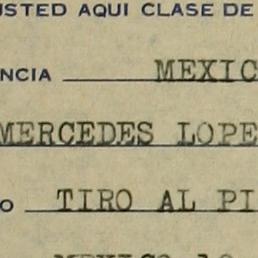 USTED AQUI CLASE DE
NCIA MEXIC
MERCEDES LOPE
O TIRO AL PI